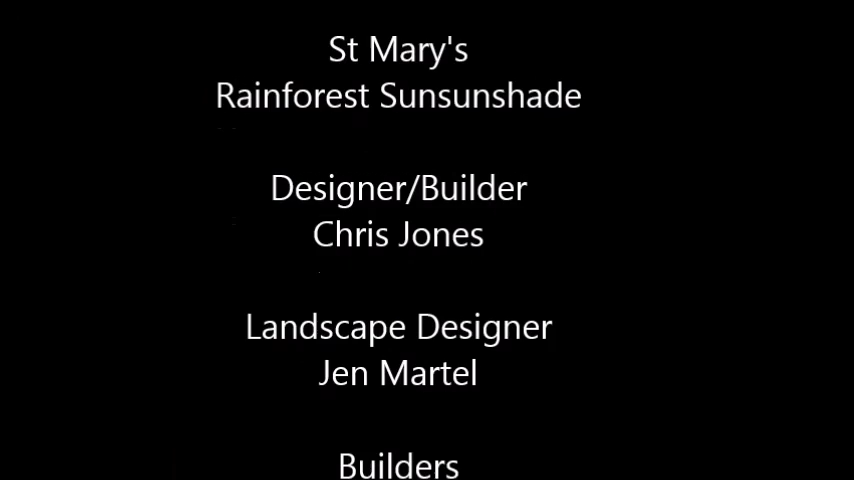 St Mary's
Rainforest Sunsunshade
Designer/Builder
Chris Jones
Landscape Designer
Jen Martel
Builders